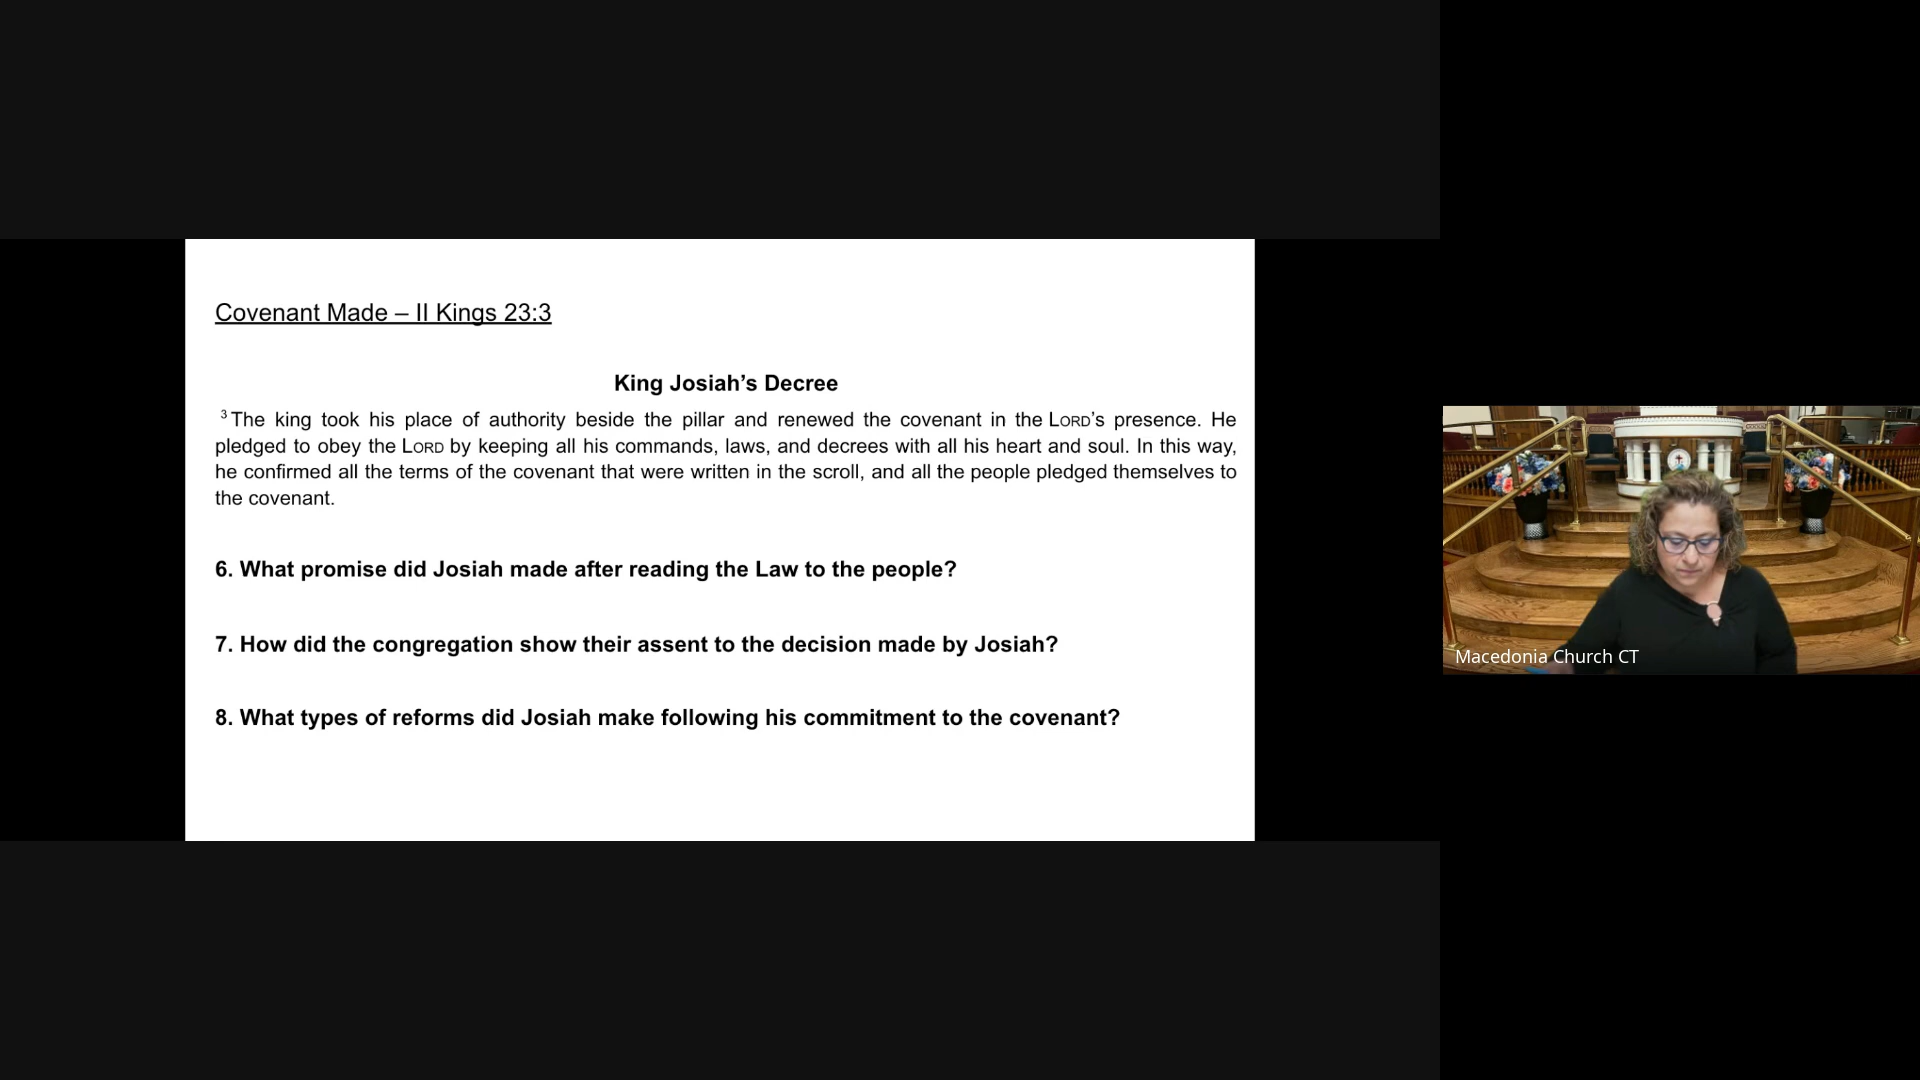 Covenant Made – II Kings 23:3
King Josiah’s Decree
3 The king took his place of authority beside the pillar and renewed the covenant in the LORD’s presence. He
pledged to obey the LORD by keeping all his commands, laws, and decrees with all his heart and soul. In this way,
he confirmed all the terms of the covenant that were written in the scroll, and all the people pledged themselves to
the covenant.
6. What promise did Josiah made after reading the Law to the people?
7. How did the congregation show their assent to the decision made by Josiah?
8. What types of reforms did Josiah make following his commitment to the covenant?
Macedonia Church CT